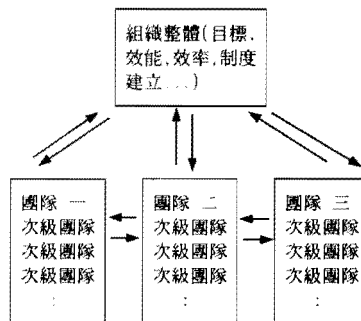 組織整體(目標,
效能,效率,制度
建立...)
團隊 一
次級團隊
次級團隊
次級團隊
:
團隊 二
次級團隊
次級團隊
次級團隊
:
團隊 三
次級團隊
次級團隊
次級團隊
: